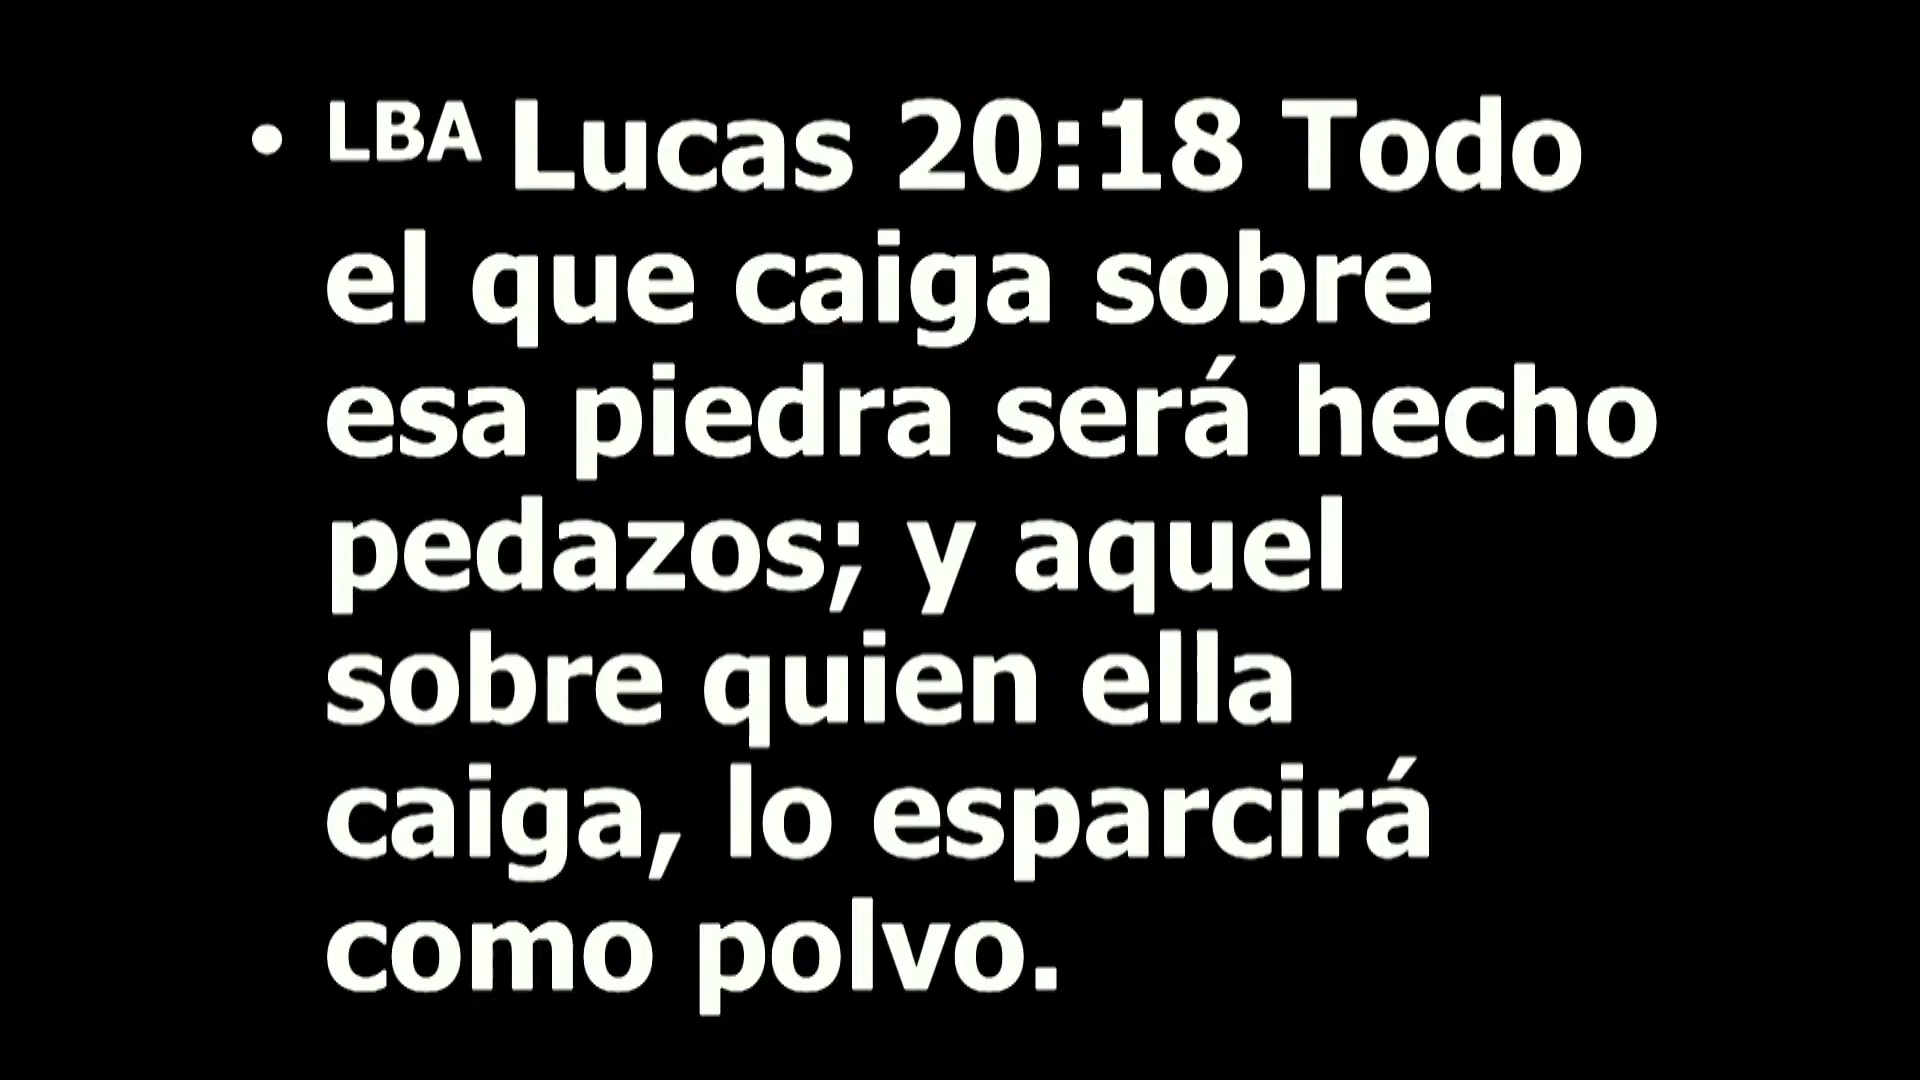 • LBA Lucas 20:18 Todo
el que caiga sobre
esa piedra será hecho
pedazos; y aquel
sobre quien ella
caiga, lo esparcirá
como polvo.